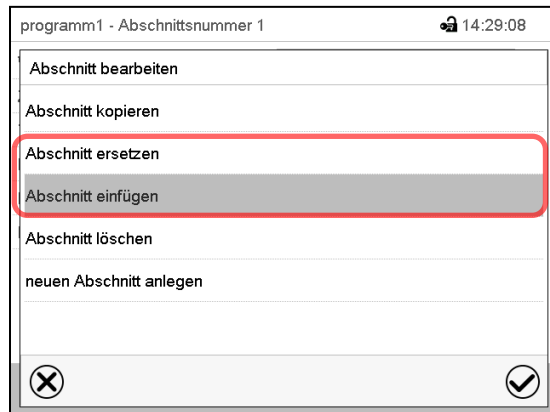 programm1 - Abschnittsnummer 1 14:29:08
Abschnitt bearbeiten
Abschnitt kopieren
Abschnitt ersetzen
Abschnitt einfügen
Abschnitt löschen
neuen Abschnitt anlegen